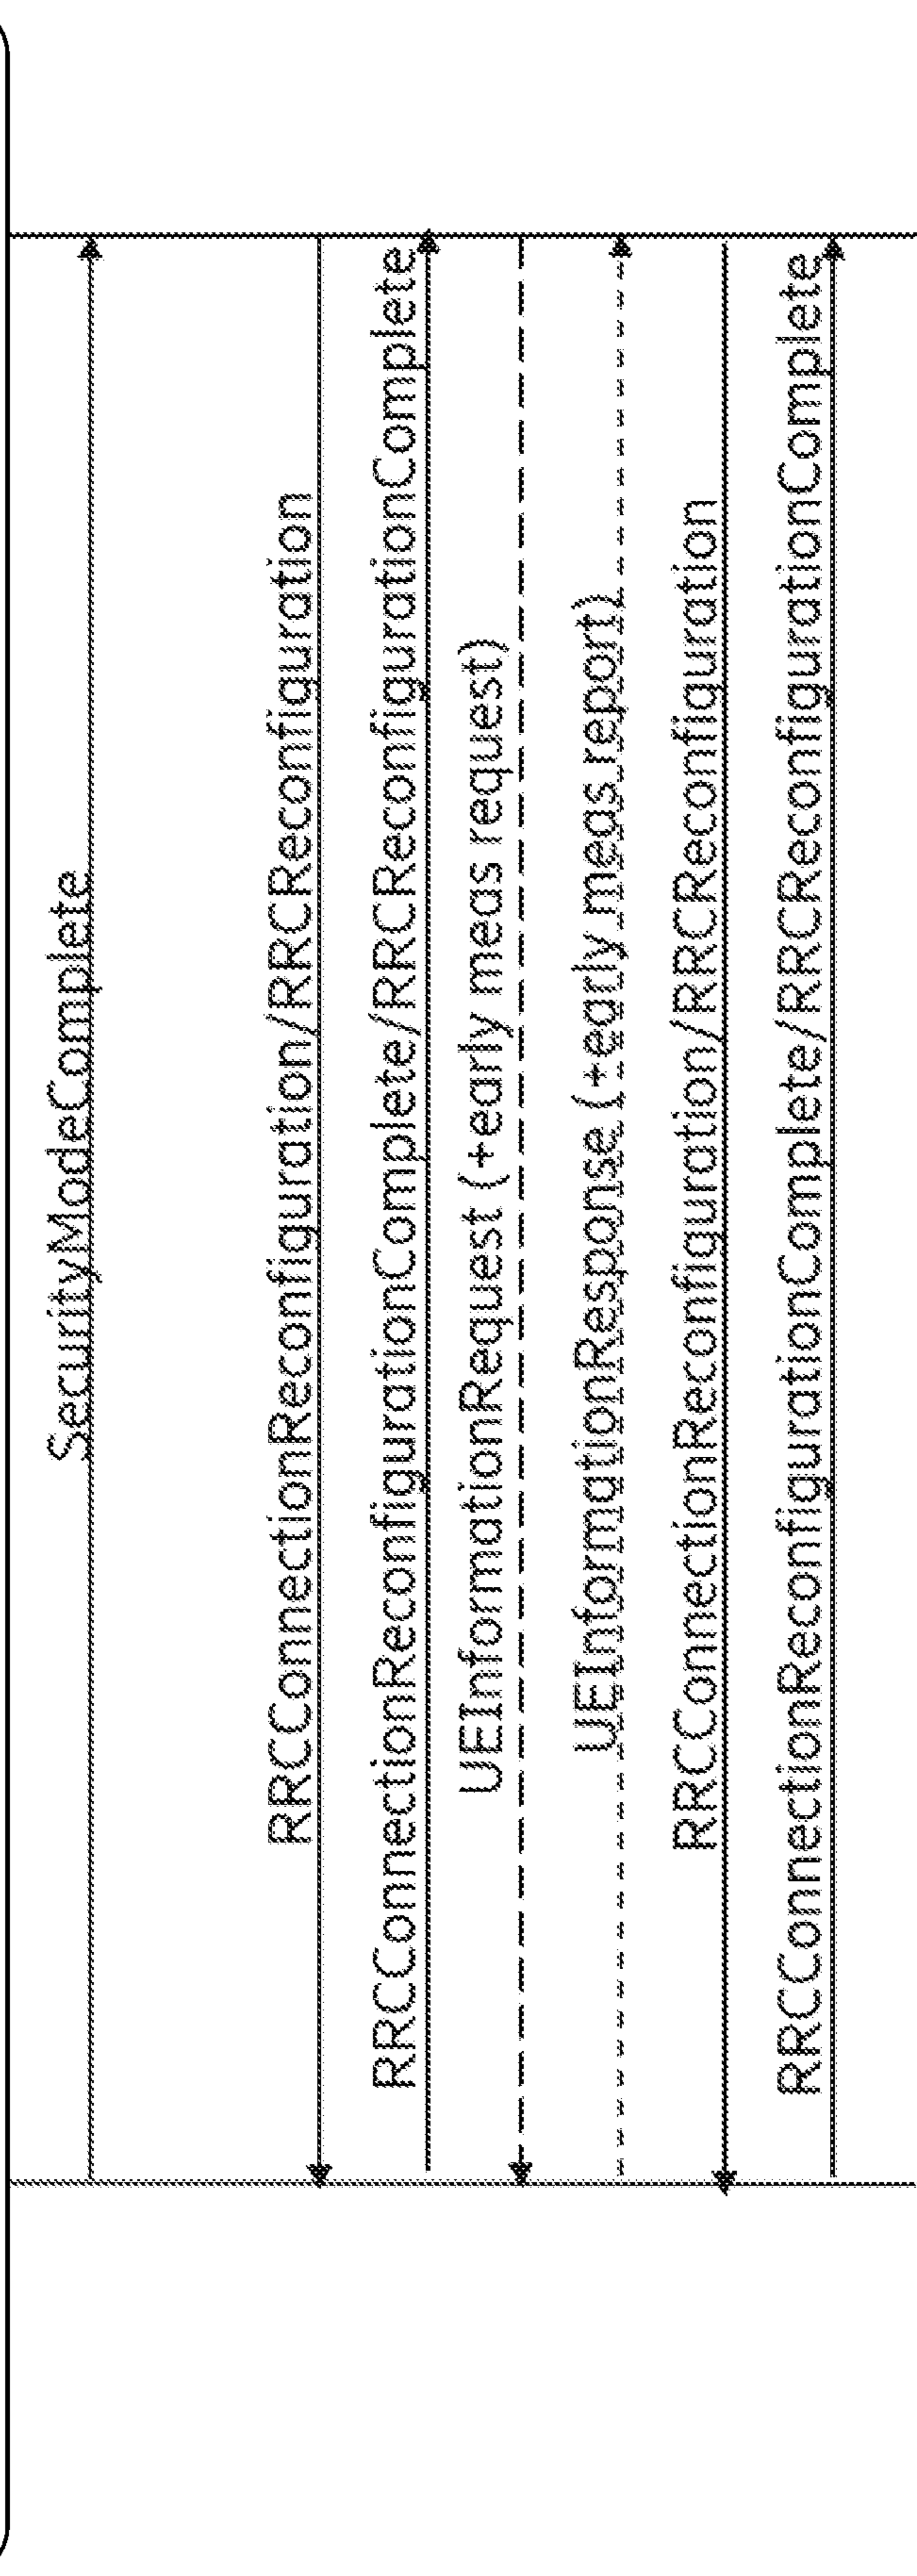 SecurityModeComplete
RRCConnectionReconfiguration/RRCReconfiguration
RRCConnectionReconfigurationComplete/RRCReconfigurationComplete
UEInformationRequest (+early meas request)
UEInformationResponse (+early meas report)
RRCConnectionReconfiguration/RRCReconfiguration
RRCConnectionReconfigurationComplete/RRCReconfigurationComplete